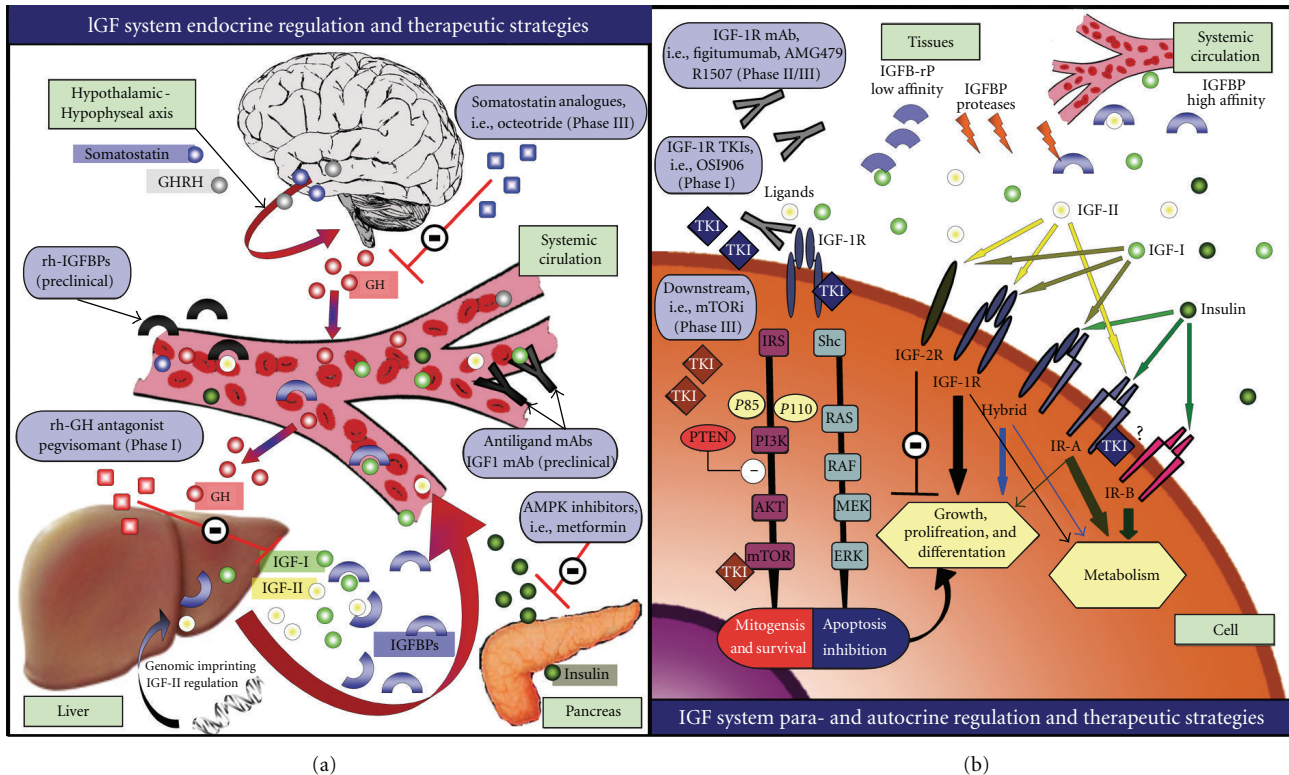 IGF system endocrine regulation and therapeutic strategies
Hypothalamic-
Hypophyseal axis
Somatostatin
GHRH
Somatostatin analogues,
i.e., octeotride (Phase III)
Systemic
cirulation
GH
rh-IGFBPs
(preclinical)
rh-GH antagonist
pegvisomant (Phase I)
Antiligand mAbs
IGF1 mAb (preclinical)
GH
AMPK inhibitors,
i.e., metformin
IGF-I
IGF-II
IGFBPs
Genomic imprinting
IGF-II regulation
Insulin
Liver
Pancreas
(a)
IGF-1R mAb,
i.e., figitumumab, AMG479
R1507 (Phase II/III)
Tissues
Systemic
circulation
IGFB-rP
low affinity
IGFBP
proteases
IGFBP
high affinity
IGF-1R TKIs,
i.e., OSI906
(Phase I)
Ligands
TKI
TKI
IGF-1R
TKI
IGF-II
IGF-I
Insulin
Downstream,
i.e., mTORi
(Phase III)
TKI
TKI
IRS
Shc
P85
P110
RAS
PTEN
PI3K
–
RAF
AKT
MEK
TKI
mTOR
ERK
IGF-2R
IGF-1R
Hybrid
IR-A
TKI
?
IR-B
Growth,
prolifreation, and
differentation
Metabolism
Mitogensis
and survival
Apoptosis
inhibition
Cell
IGF system para- and autocrine regulation and therapeutic strategies
(b)